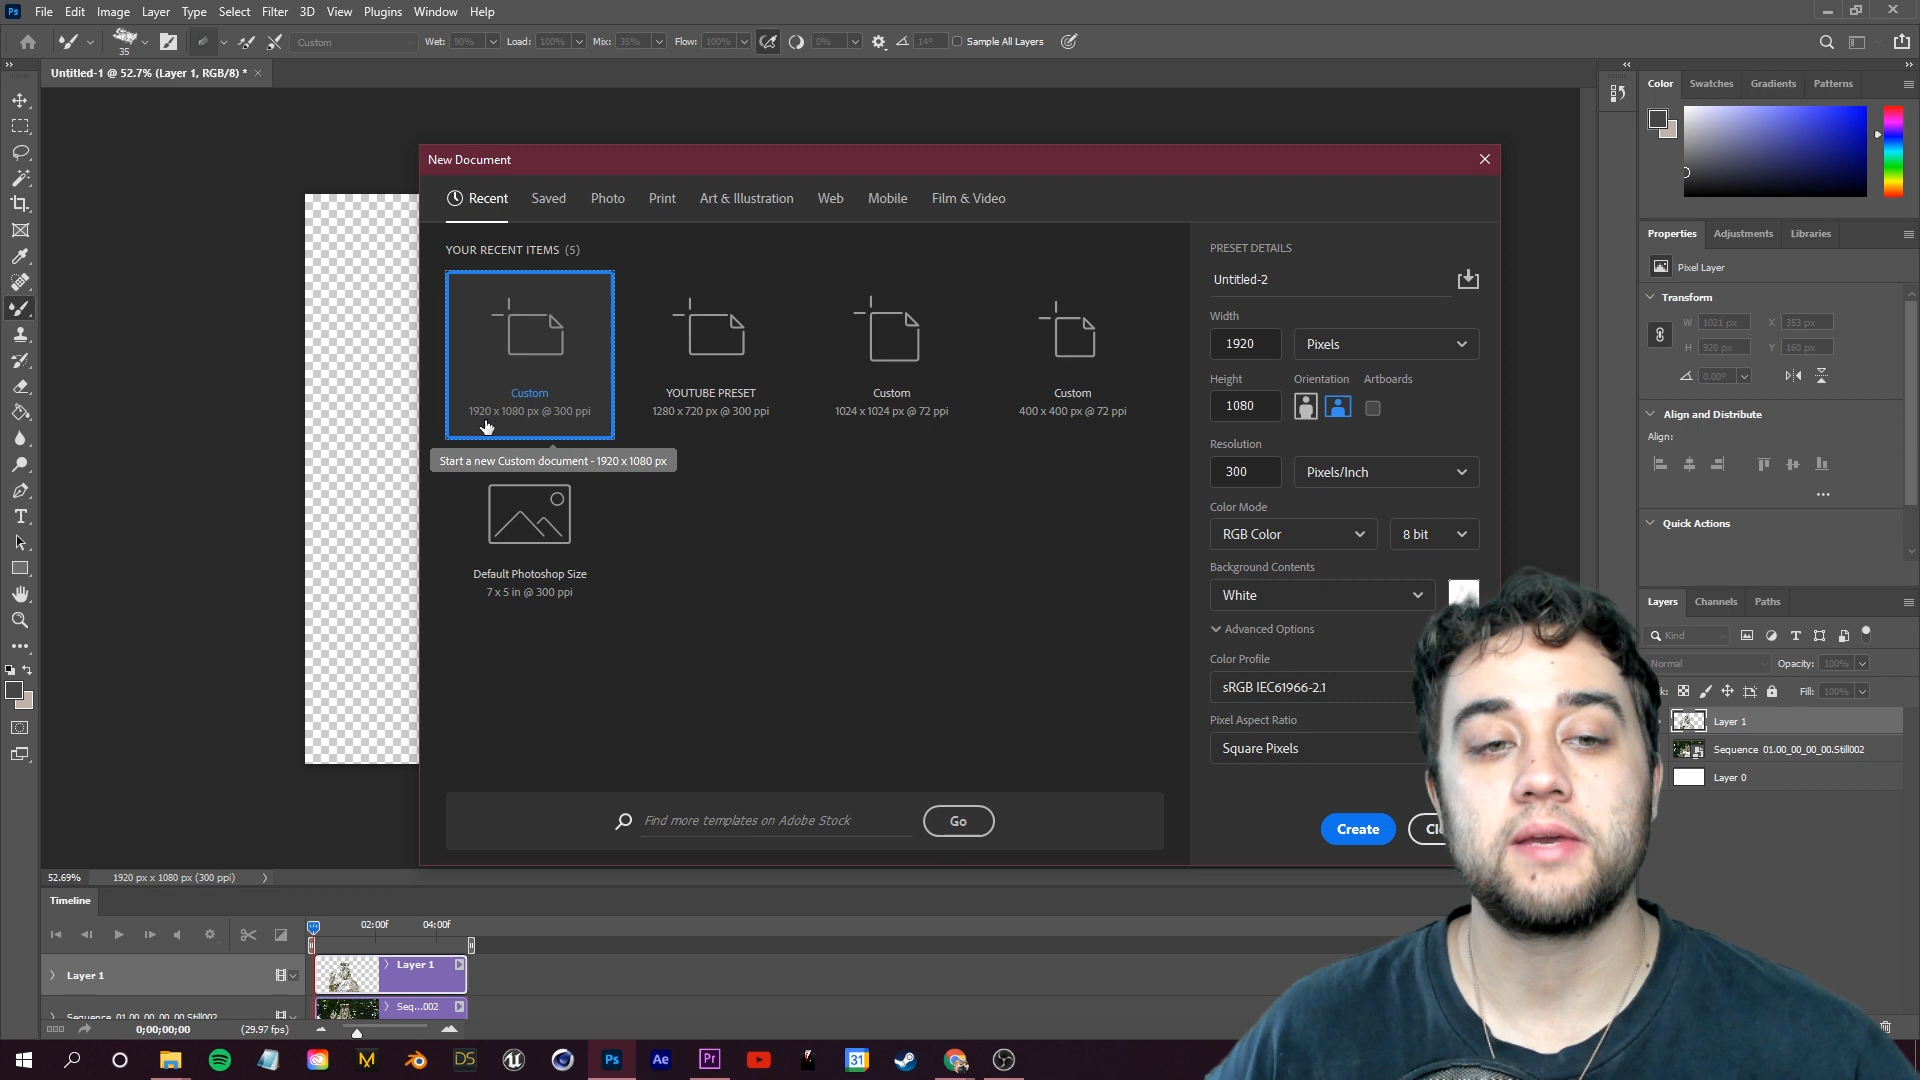 Ps File Edit Image Layer Type Select Filter 3D View Plugins Window Help
35 Custom Wet: 90% Load: 100% Mix: 35% Flow: 100% 0% 14° Sample All Layers
Untitled-1 @ 52.7% (Layer 1, RGB/8) *
Color Swatches Gradients Patterns
New Document
Recent Saved Photo Print Art & Illustration Web Mobile Film & Video
YOUR RECENT ITEMS (5)
Custom
1920 x 1080 px @ 300 ppi
YOUTUBE PRESET
1280 x 720 px @ 300 ppi
Custom
1024 x 1024 px @ 72 ppi
Custom
400 x 400 px @ 72 ppi
Start a new Custom document - 1920 x 1080 px
Default Photoshop Size
7 x 5 in @ 300 ppi
Find more templates on Adobe Stock
Go
PRESET DETAILS
Untitled-2
Width
1920 Pixels
Height Orientation Artboards
1080
Resolution
300 Pixels/Inch
Color Mode
RGB Color 8 bit
Background Contents
White
Advanced Options
Color Profile
sRGB IEC61966-2.1
Pixel Aspect Ratio
Square Pixels
Create
Properties Adjustments Libraries
Pixel Layer
Transform
W 1021 px X 353 px
H 920 px Y 160 px
0.00°
Align and Distribute
Align:
Quick Actions
Layers Channels Paths
Kind
Normal Opacity: 100%
Fill: 100%
Layer 1
Sequence 01.00_00_00_00.Still002
Layer 0
52.69% 1920 px x 1080 px (300 ppi)
Timeline
02:00f 04:00f
Layer 1 Layer 1
Sequence 01.00_00_00_00.Still002 Seq...002
0;00;00;00 (29.97 fps)
DS Ps Ae Pr 31